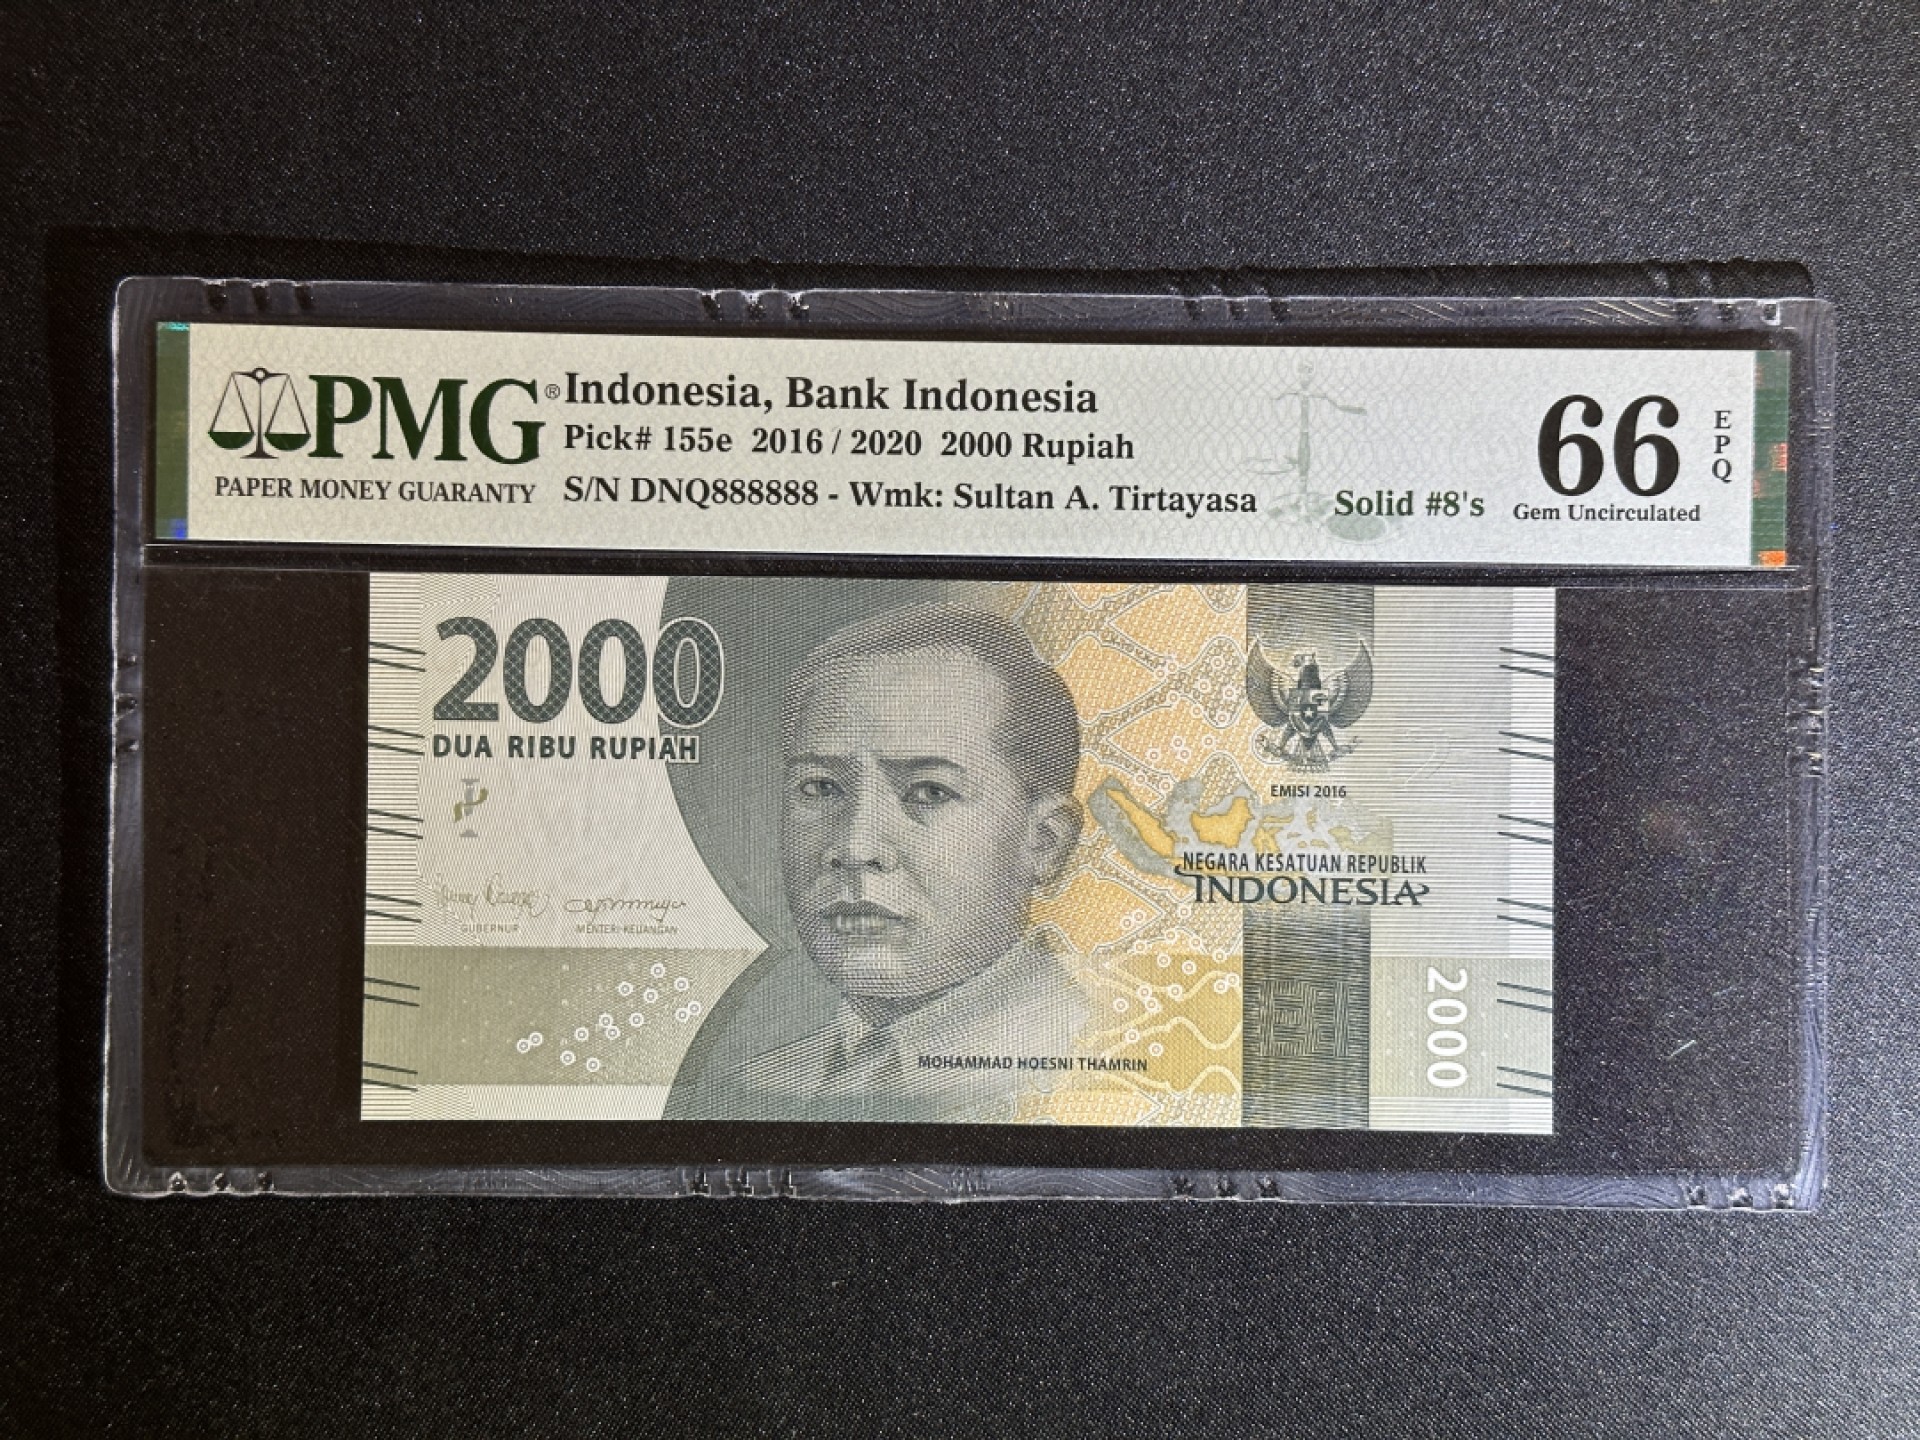 PMG®
PAPER MONEY GUARANTY
Indonesia, Bank Indonesia
Pick# 155e 2016 / 2020 2000 Rupiah
S/N DNQ888888 - Wmk: Sultan A. Tirtayasa
Solid #8's
66
EPQ
Gem Uncirculated
2000
DUA RIBU RUPIAH
EMISI 2016
NEGARA KESATUAN REPUBLIK
INDONESIA
GUBERNUR
MENTERI KEUANGAN
MOHAMMAD HOESNI THAMRIN
2000